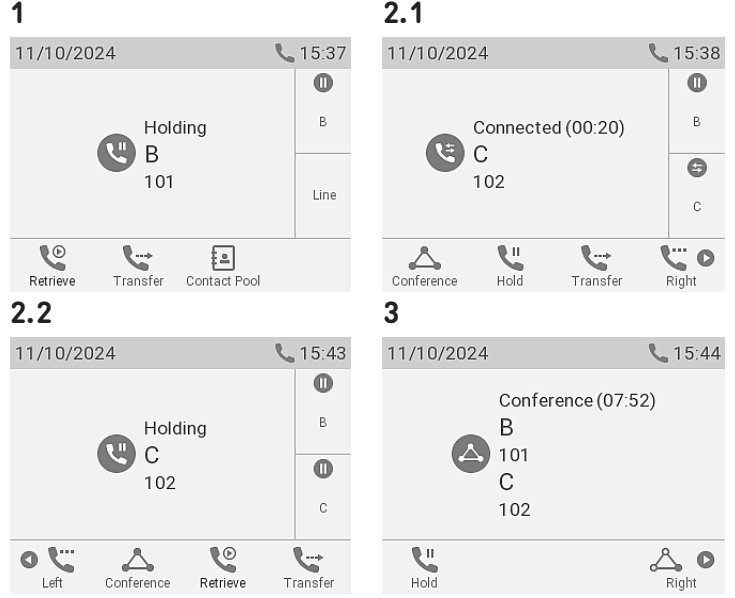 1
11/10/2024 15:37
Holding
B
101
B
Line
Retrieve Transfer Contact Pool
2.1
11/10/2024 15:38
Connected (00:20)
C
102
B
C
Conference Hold Transfer Right
2.2
11/10/2024 15:43
Holding
C
102
B
C
Left Conference Retrieve Transfer
3
11/10/2024 15:44
Conference (07:52)
B
101
C
102
Hold Right